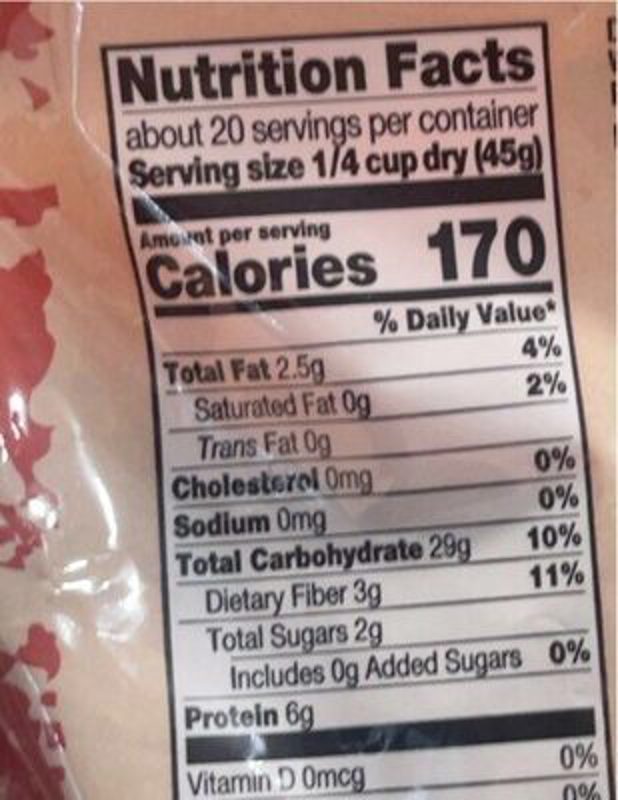 Nutrition Facts
about 20 servings per container
Serving size 1/4 cup dry (45g)
Amount per serving
Calories 170
% Daily Value*
Total Fat 2.5g 4%
Saturated Fat 0g 2%
Trans Fat 0g
Cholesterol 0mg 0%
Sodium 0mg 0%
Total Carbohydrate 29g 10%
Dietary Fiber 3g 11%
Total Sugars 2g
Includes 0g Added Sugars 0%
Protein 6g
Vitamin D 0mcg 0%
0%